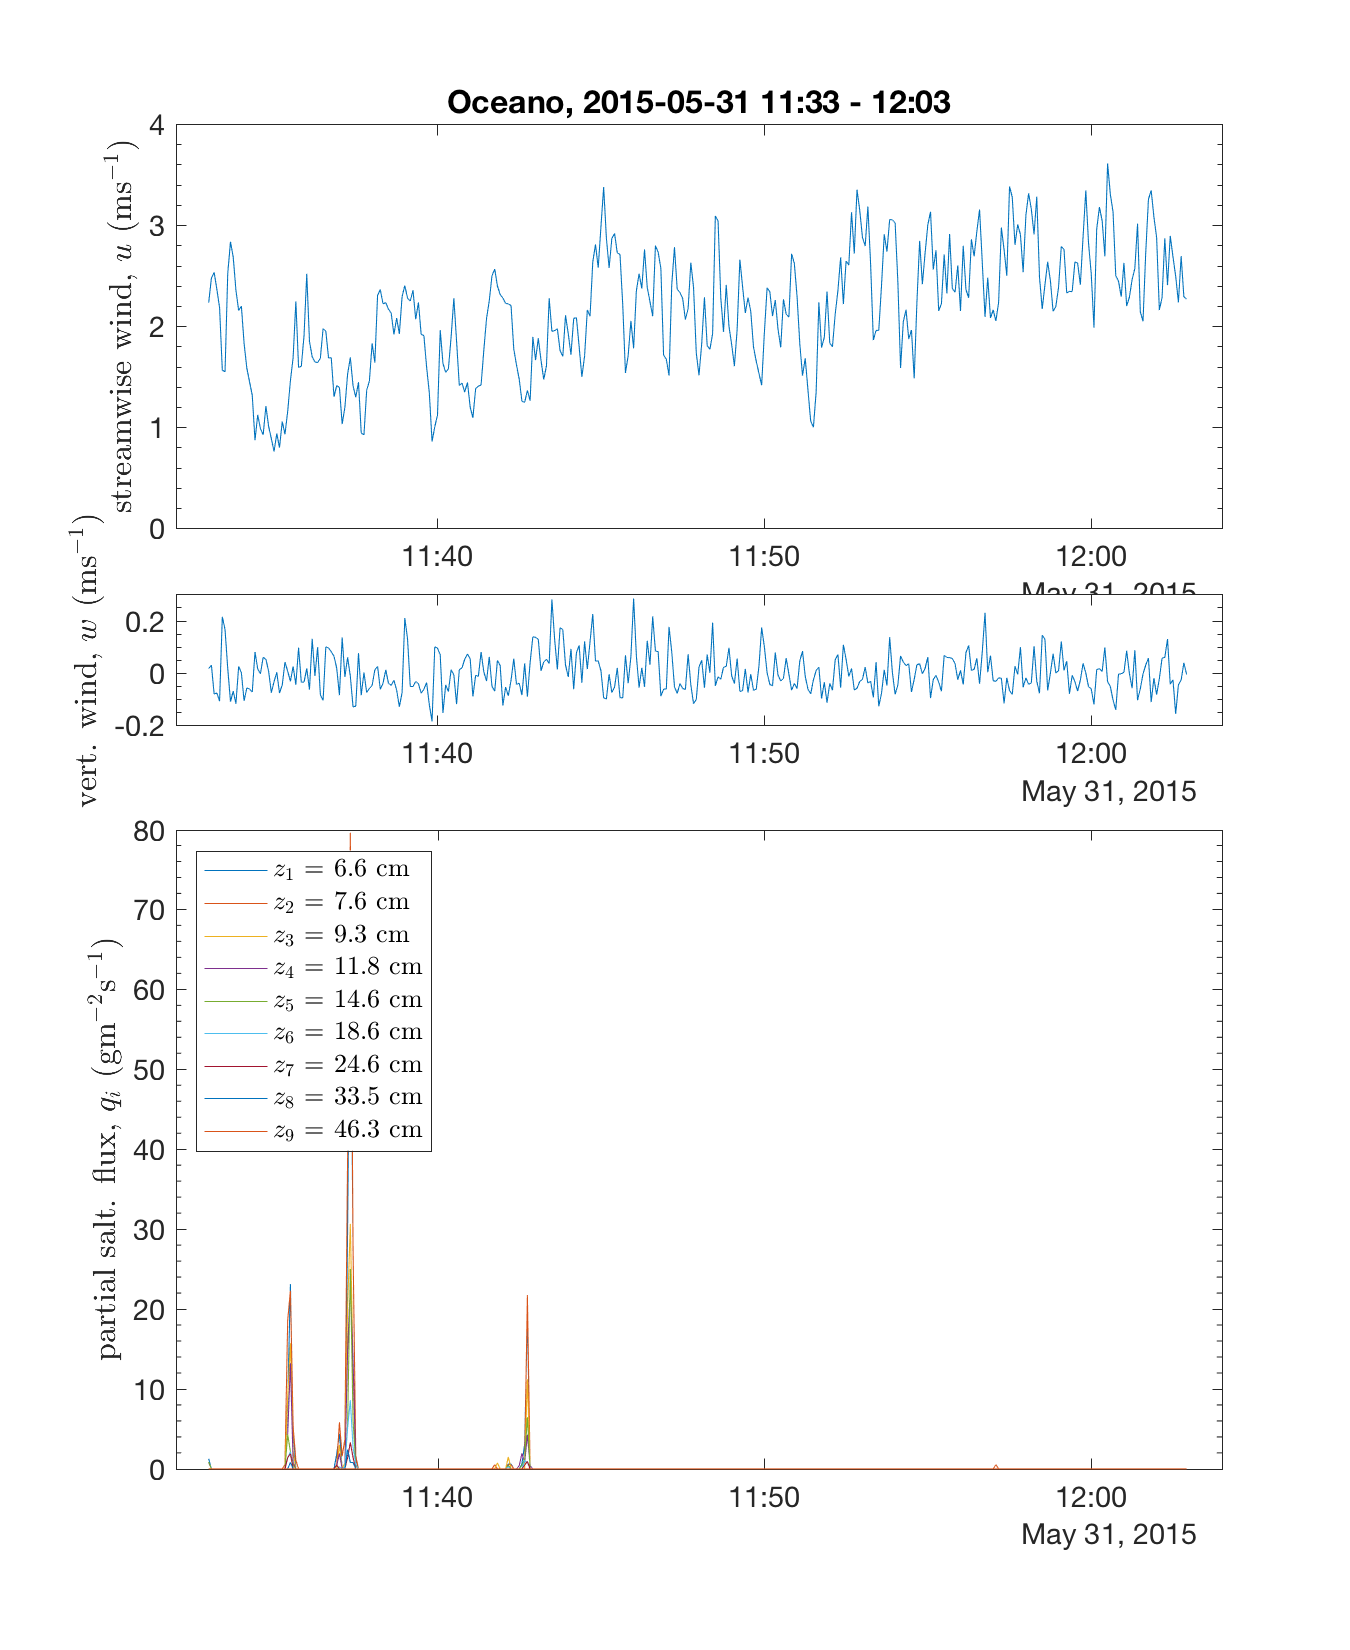 Oceano, 2015-05-31 11:33 - 12:03
streamwise wind, u (ms⁻¹)
4
3
2
1
0
11:40 11:50 12:00
May 31, 2015
vert. wind, w (ms⁻¹)
0.2
0
-0.2
11:40 11:50 12:00
May 31, 2015
partial salt. flux, qᵢ (gm⁻²s⁻¹)
80
70
60
50
40
30
20
10
0
z₁ = 6.6 cm
z₂ = 7.6 cm
z₃ = 9.3 cm
z₄ = 11.8 cm
z₅ = 14.6 cm
z₆ = 18.6 cm
z₇ = 24.6 cm
z₈ = 33.5 cm
z₉ = 46.3 cm
11:40 11:50 12:00
May 31, 2015